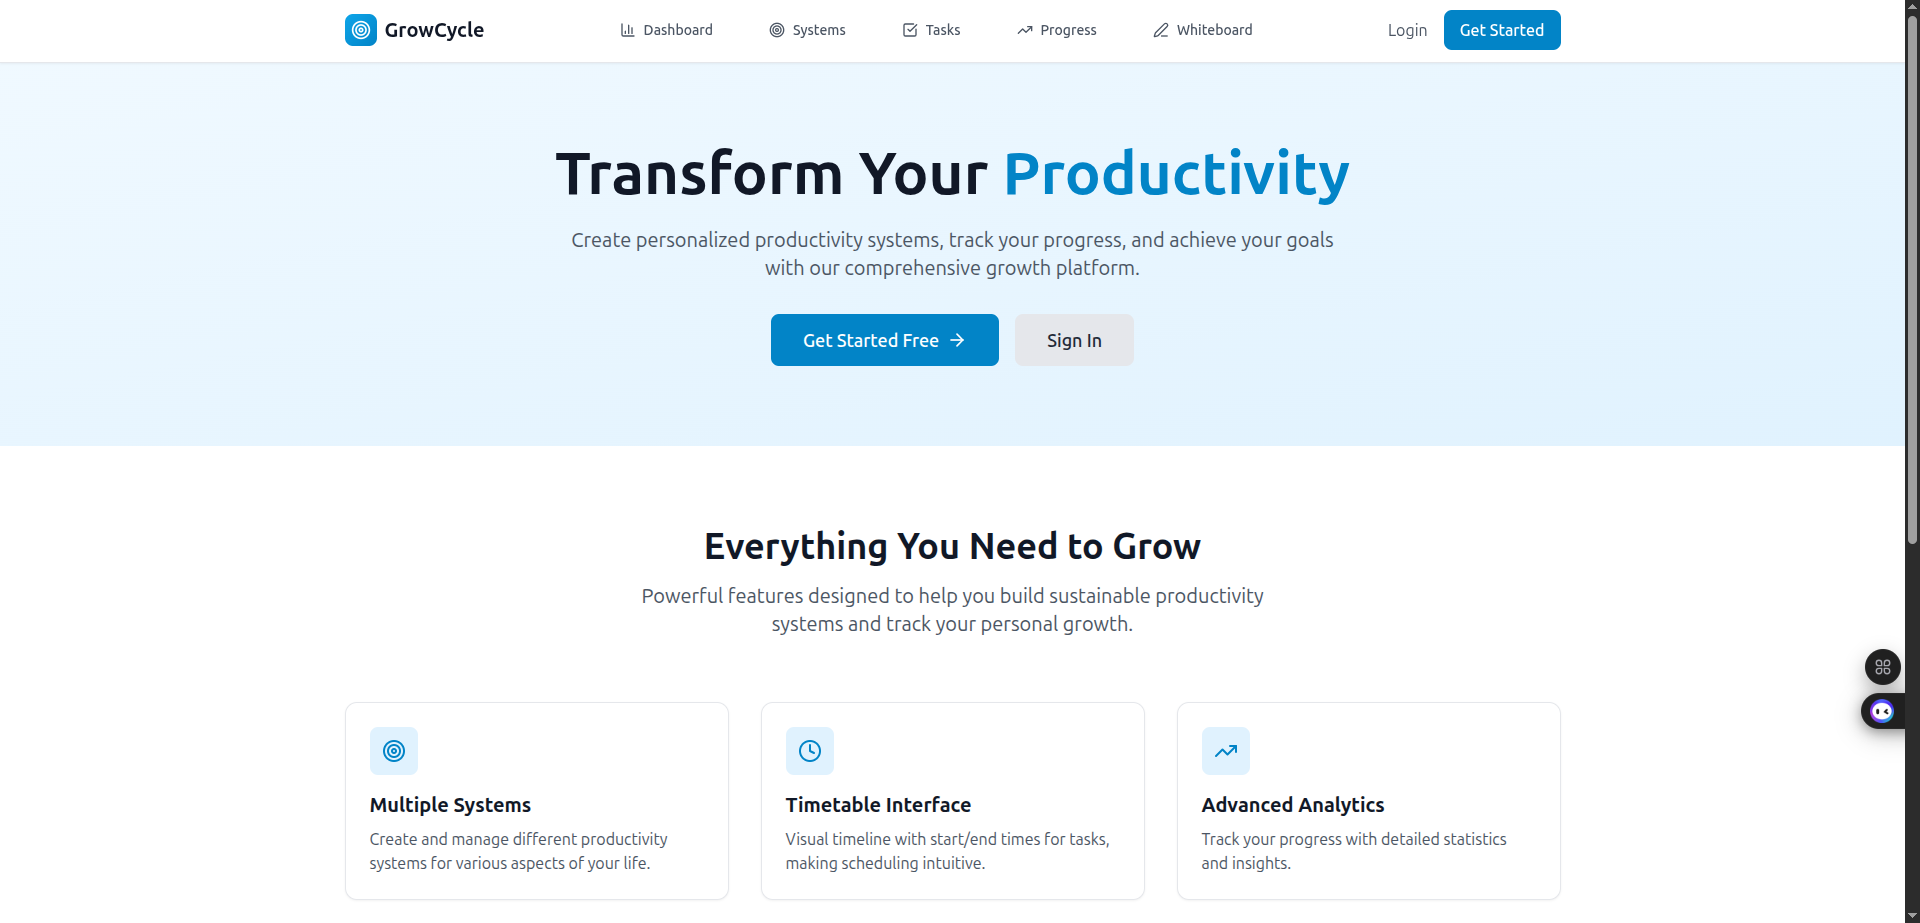 GrowCycle
Dashboard
Systems
Tasks
Progress
Whiteboard
Login
Get Started
Transform Your Productivity
Create personalized productivity systems, track your progress, and achieve your goals
with our comprehensive growth platform.
Get Started Free
Sign In
Everything You Need to Grow
Powerful features designed to help you build sustainable productivity
systems and track your personal growth.
Multiple Systems
Create and manage different productivity
systems for various aspects of your life.
Timetable Interface
Visual timeline with start/end times for tasks,
making scheduling intuitive.
Advanced Analytics
Track your progress with detailed statistics
and insights.